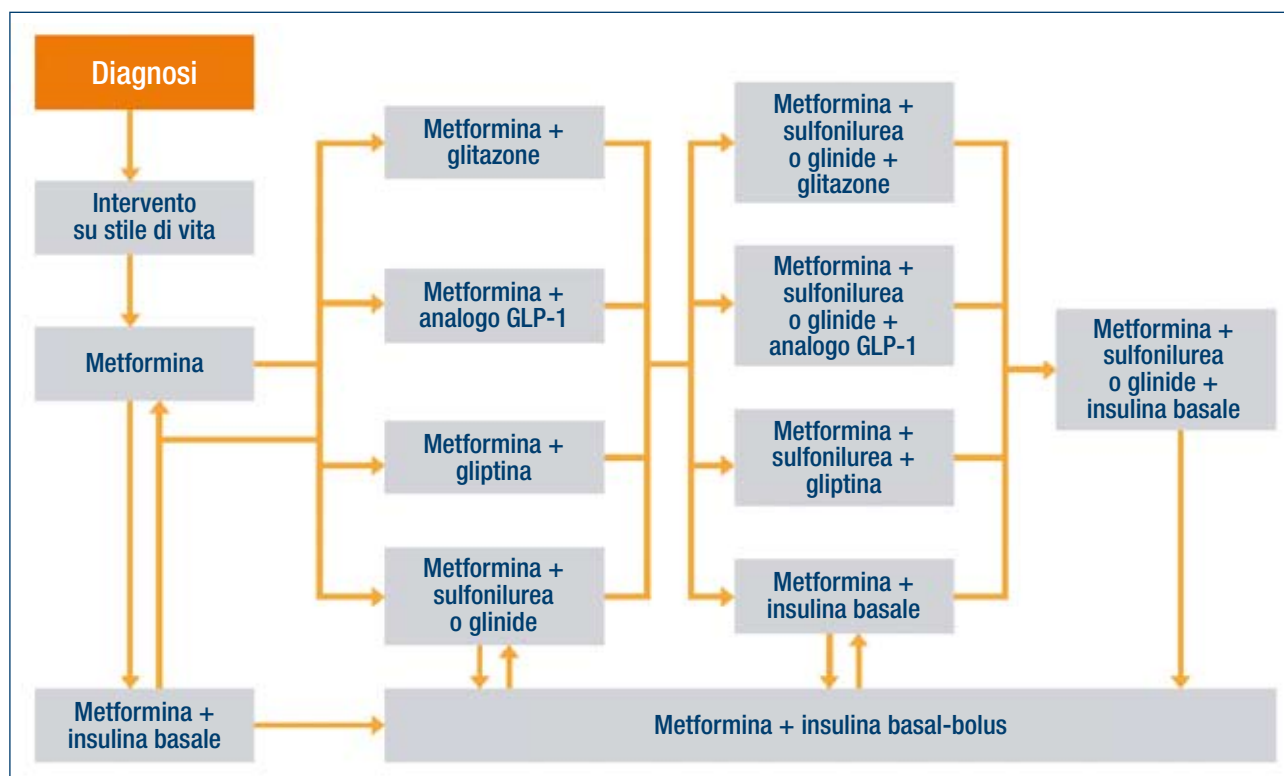 Diagnosi
Intervento
su stile di vita
Metformina
Metformina +
insulina basale
Metformina +
glitazone
Metformina +
analogo GLP-1
Metformina +
gliptina
Metformina +
sulfonilurea
o glinide
Metformina +
sulfonilurea
o glinide +
glitazone
Metformina +
sulfonilurea
o glinide +
analogo GLP-1
Metformina +
sulfonilurea +
gliptina
Metformina +
insulina basale
Metformina +
sulfonilurea
o glinide +
insulina basale
Metformina + insulina basal-bolus